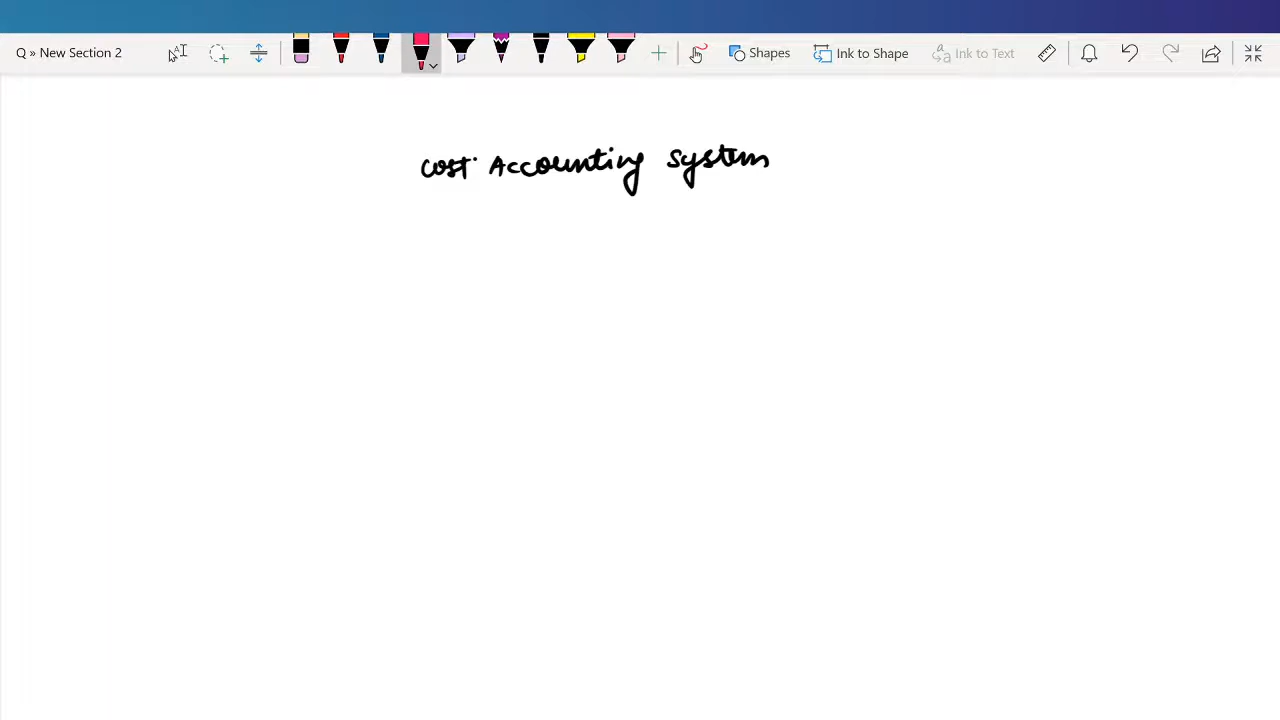 Q » New Section 2
Shapes
Ink to Shape
Ink to Text
Cost Accounting System